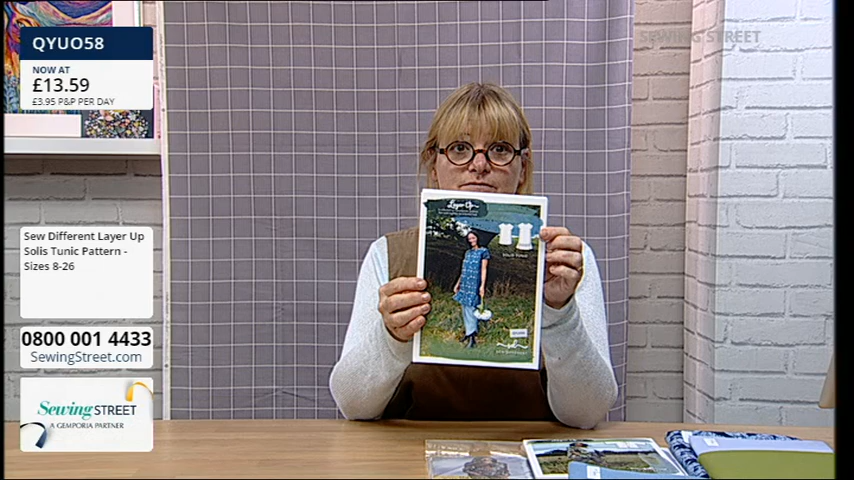 QYUO58
NOW AT
£13.59
£3.95 P&P PER DAY
SEWING STREET
Layer Up
Sew Different Layer Up
Solis Tunic Pattern -
Sizes 8-26
0800 001 4433
SewingStreet.com
Sewing STREET
A GEMPORIA PARTNER